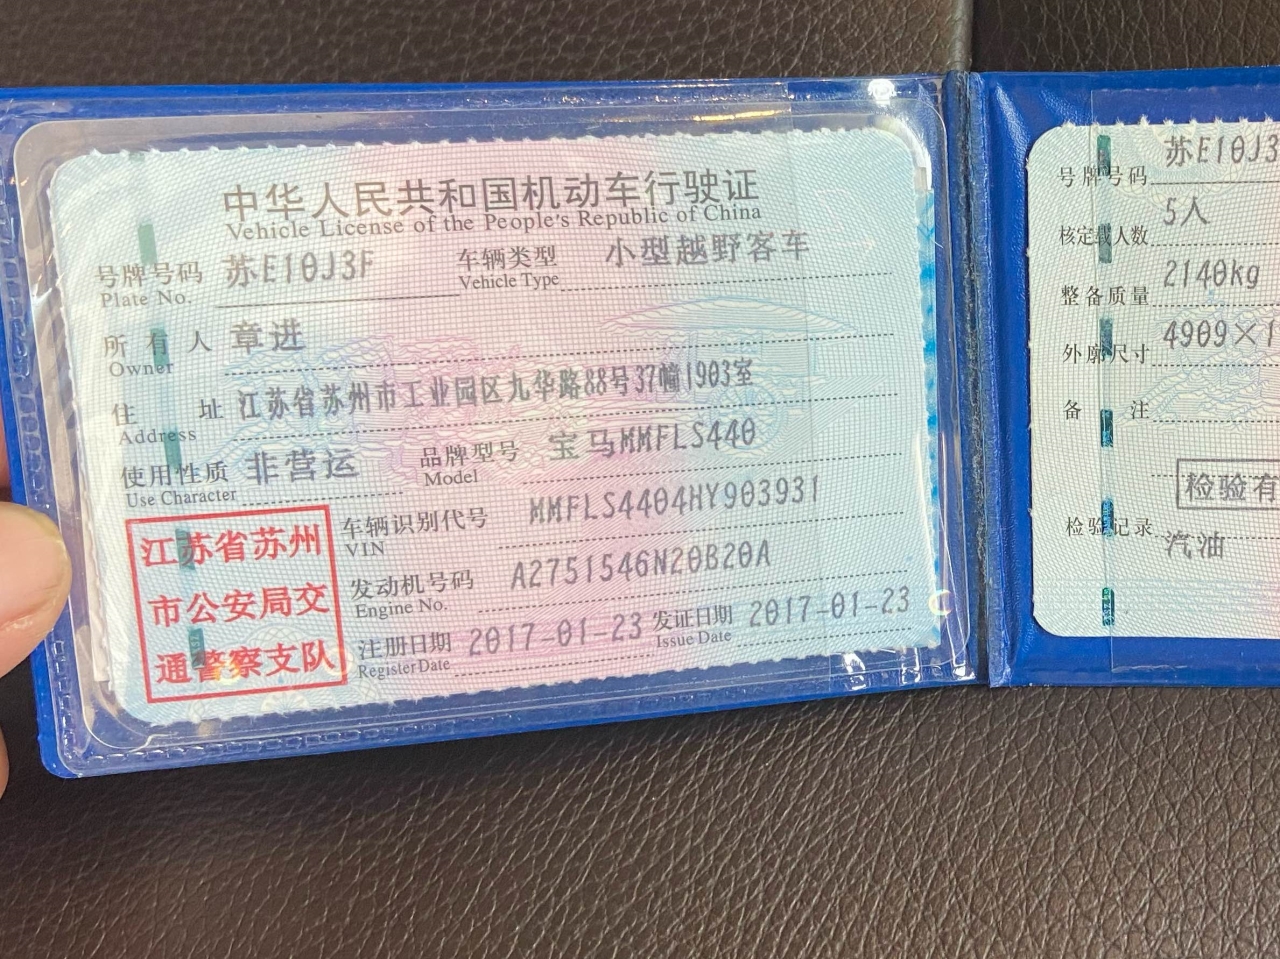 中华人民共和国机动车行驶证
Vehicle License of the People's Republic of China
号牌号码 苏E10J3F 车辆类型 小型越野客车
Plate No. Vehicle Type
所有人 章进
Owner
住址 江苏省苏州市工业园区九华路88号37幢1903室
Address
使用性质 非营运 品牌型号 宝马MMFLS440
Use Character Model
车辆识别代号 MMFLS4404HY903931
VIN
发动机号码 A2751546N20B20A
Engine No.
注册日期 2017-01-23 发证日期 2017-01-23
Register Date Issue Date
江苏省苏州
市公安局交
通警察支队
号牌号码 苏E10J3
核定载人数 5人
整备质量 2140kg
外廓尺寸 4909×1
备注
检验有
检验记录
汽油